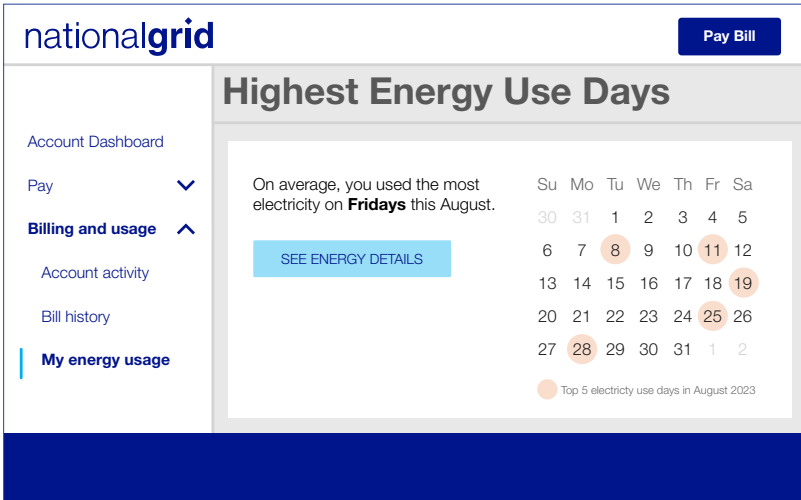 nationalgrid
Pay Bill
Highest Energy Use Days
Account Dashboard
Pay
Billing and usage
Account activity
Bill history
My energy usage
On average, you used the most
electricity on Fridays this August.
SEE ENERGY DETAILS
Su Mo Tu We Th Fr Sa
30 31 1 2 3 4 5
6 7 8 9 10 11 12
13 14 15 16 17 18 19
20 21 22 23 24 25 26
27 28 29 30 31 1 2
Top 5 electricty use days in August 2023